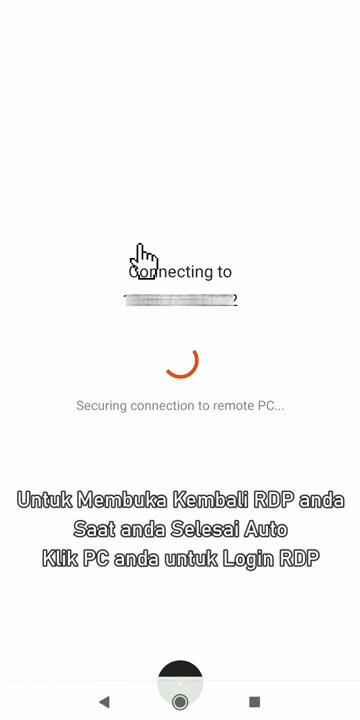 Connecting to
Securing connection to remote PC...
Untuk Membuka Kembali RDP anda
Saat anda Selesai Auto
Klik PC anda untuk Login RDP